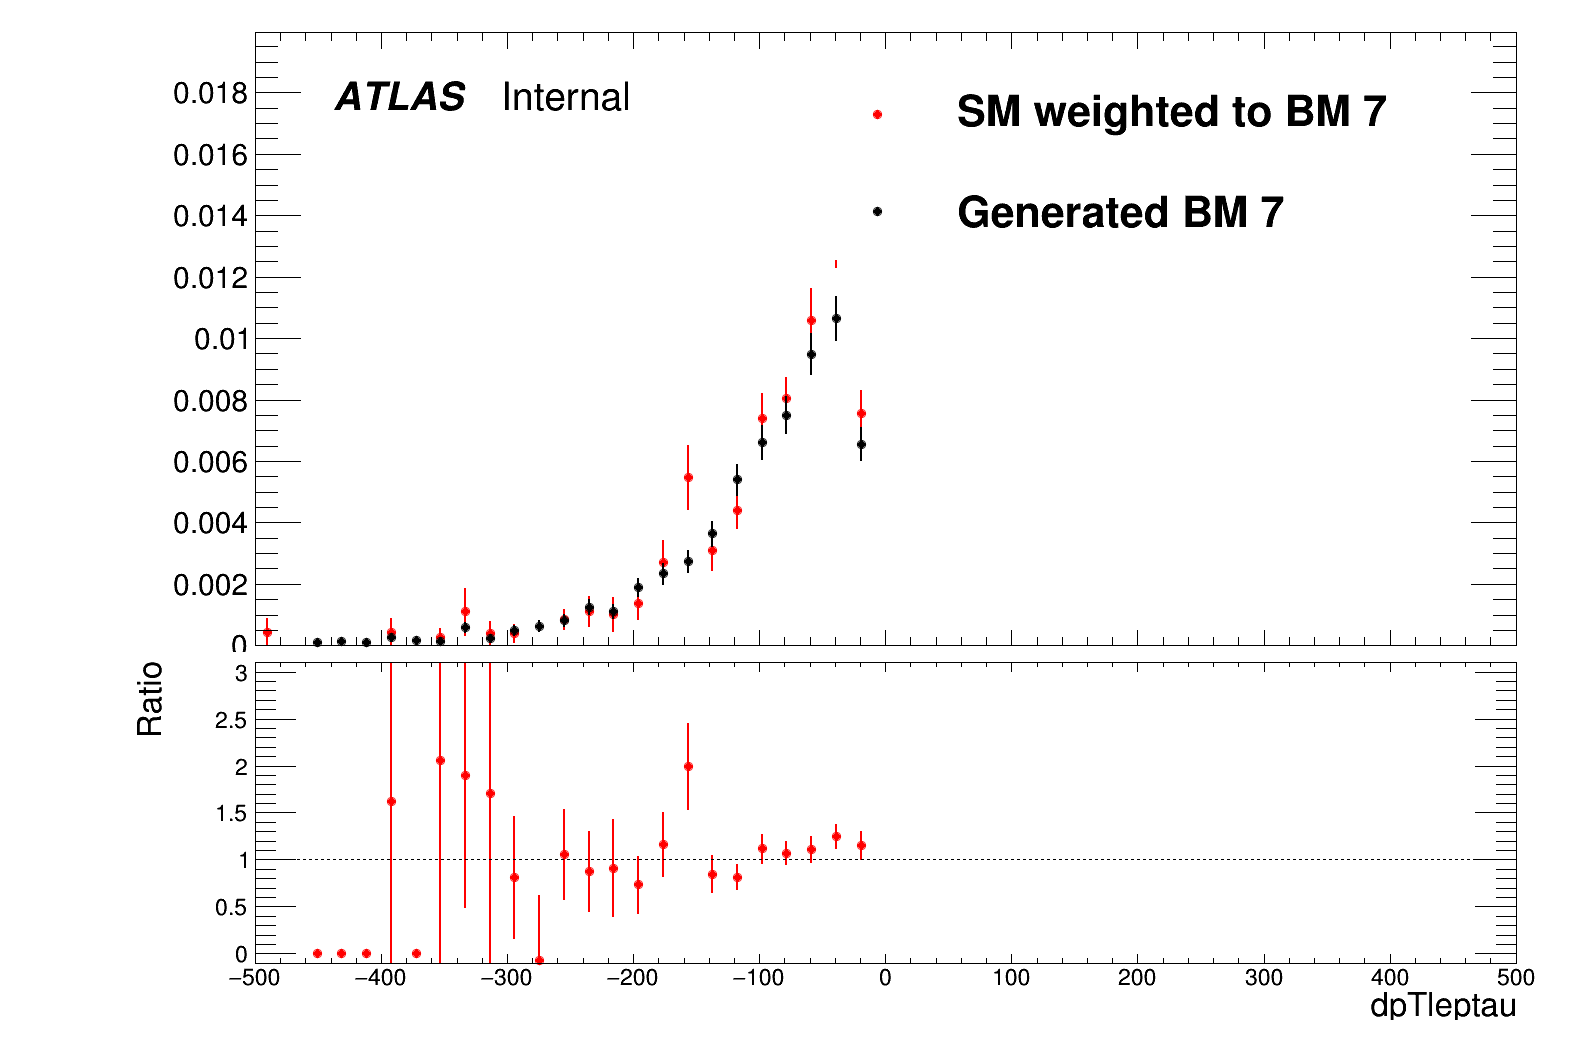 ATLAS Internal
SM weighted to BM 7
Generated BM 7
0.018
0.016
0.014
0.012
0.01
0.008
0.006
0.004
0.002
0
Ratio
3
2.5
2
1.5
1
0.5
0
−500 −400 −300 −200 −100 0 100 200 300 400 500
dpTleptau